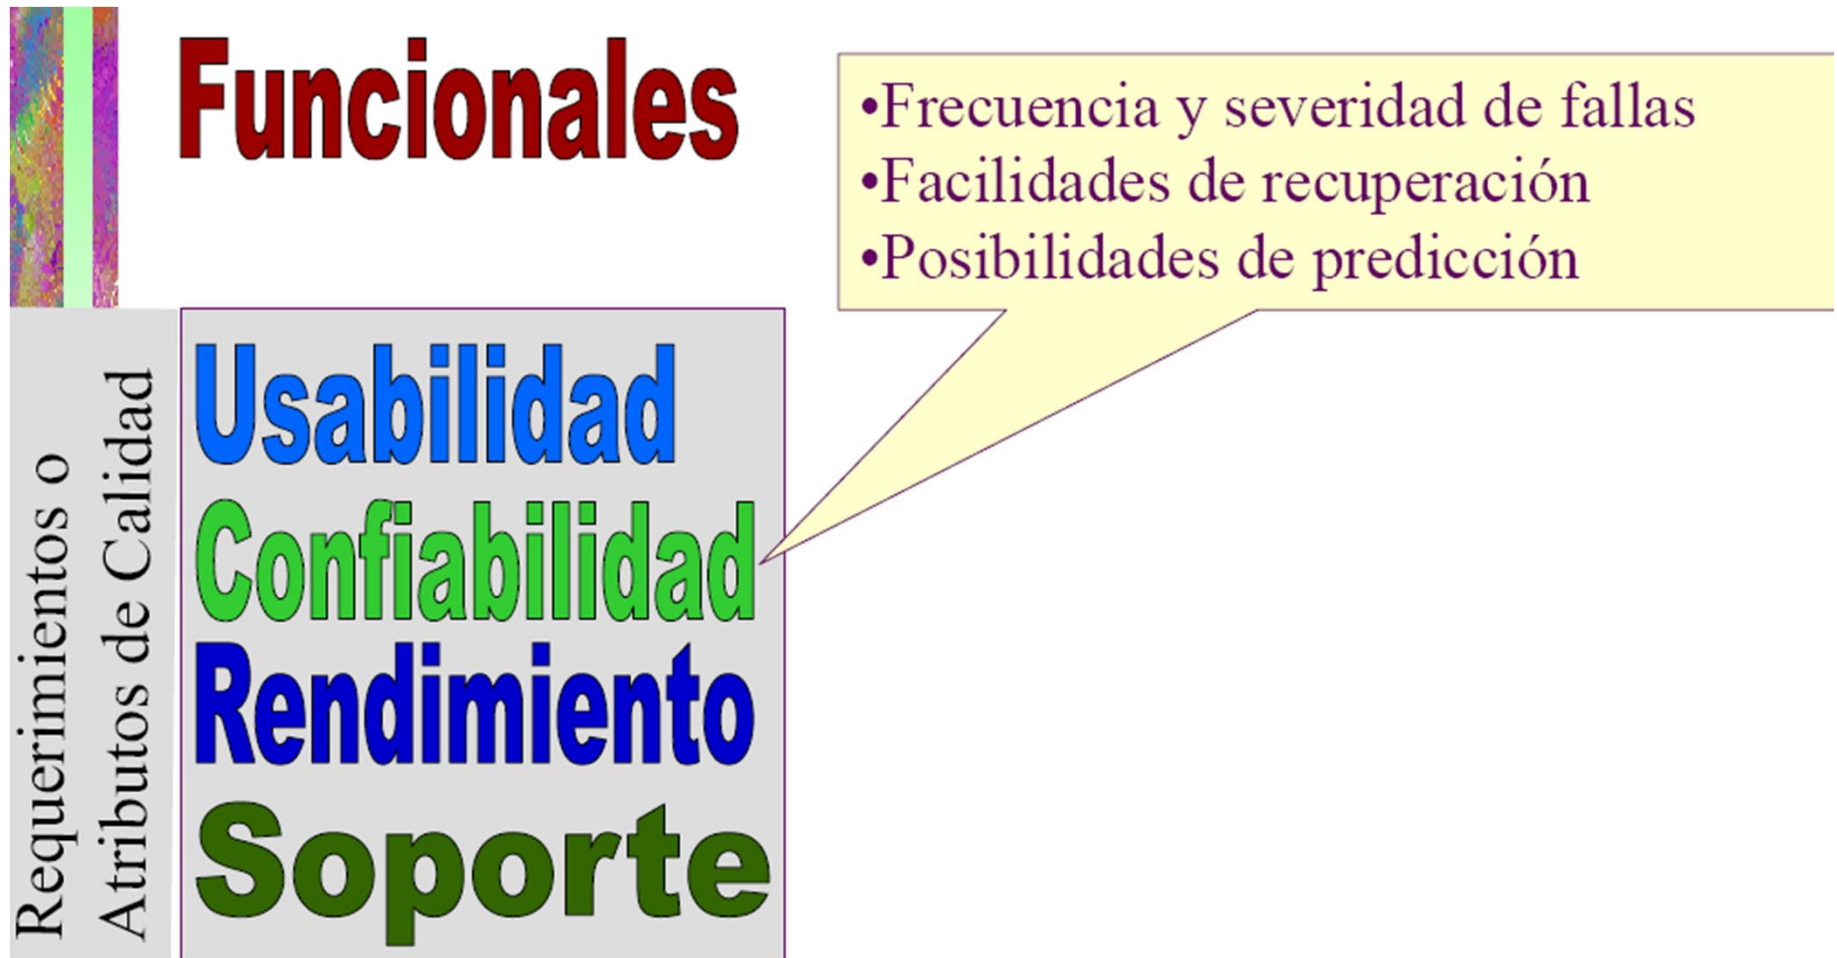 Funcionales
•Frecuencia y severidad de fallas
•Facilidades de recuperación
•Posibilidades de predicción
Requerimientos o
Atributos de Calidad
Usabilidad
Confiabilidad
Rendimiento
Soporte